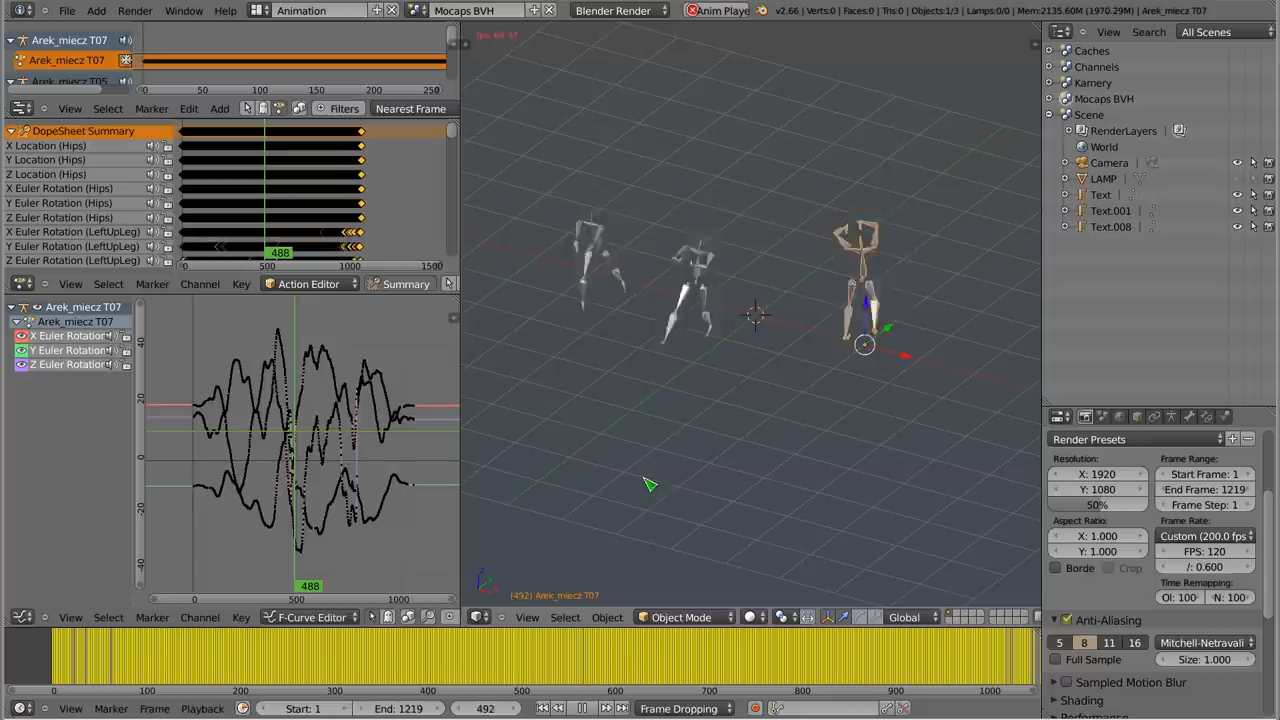 File Add Render Window Help Animation Mocaps BVH Blender Render Anim Playe v2.66 | Verts:0 | Faces:0 | Tris:0 | Objects:1/3 | Lamps:0/0 | Mem:2135.60M (1970.29M) | Arek_miecz T07
Arek_miecz T07
Arek_miecz T07
Arek_miecz T05
0 50 100 150 200 250
View Select Marker Edit Add Filters Nearest Frame
DopeSheet Summary
X Location (Hips)
Y Location (Hips)
Z Location (Hips)
X Euler Rotation (Hips)
Y Euler Rotation (Hips)
Z Euler Rotation (Hips)
X Euler Rotation (LeftUpLeg)
Y Euler Rotation (LeftUpLeg)
Z Euler Rotation (LeftUpLeg)
488
0 500 1000 1500
View Select Marker Channel Key Action Editor Summary
Arek_miecz T07
Arek_miecz T07
X Euler Rotation
Y Euler Rotation
Z Euler Rotation
40
20
0
-20
-40
488
0 500 1000
View Select Marker Channel Key F-Curve Editor
(492) Arek_miecz T07
View Select Object Object Mode Global
View Search All Scenes
Caches
Channels
Kamery
Mocaps BVH
Scene
RenderLayers
World
Camera
LAMP
Text
Text.001
Text.008
Render Presets
Resolution: Frame Range:
X: 1920 Start Frame: 1
Y: 1080 End Frame: 1219
50% Frame Step: 1
Aspect Ratio: Frame Rate:
X: 1.000 Custom (200.0 fps
Y: 1.000 FPS: 120
Borde Crop /: 0.600
Time Remapping:
Ol: 100 N: 100
Anti-Aliasing
5 8 11 16 Mitchell-Netravali
Full Sample Size: 1.000
Sampled Motion Blur
Shading
0 100 200 300 400 500 600 700 800 900 1000
View Marker Frame Playback Start: 1 End: 1219 492 Frame Dropping